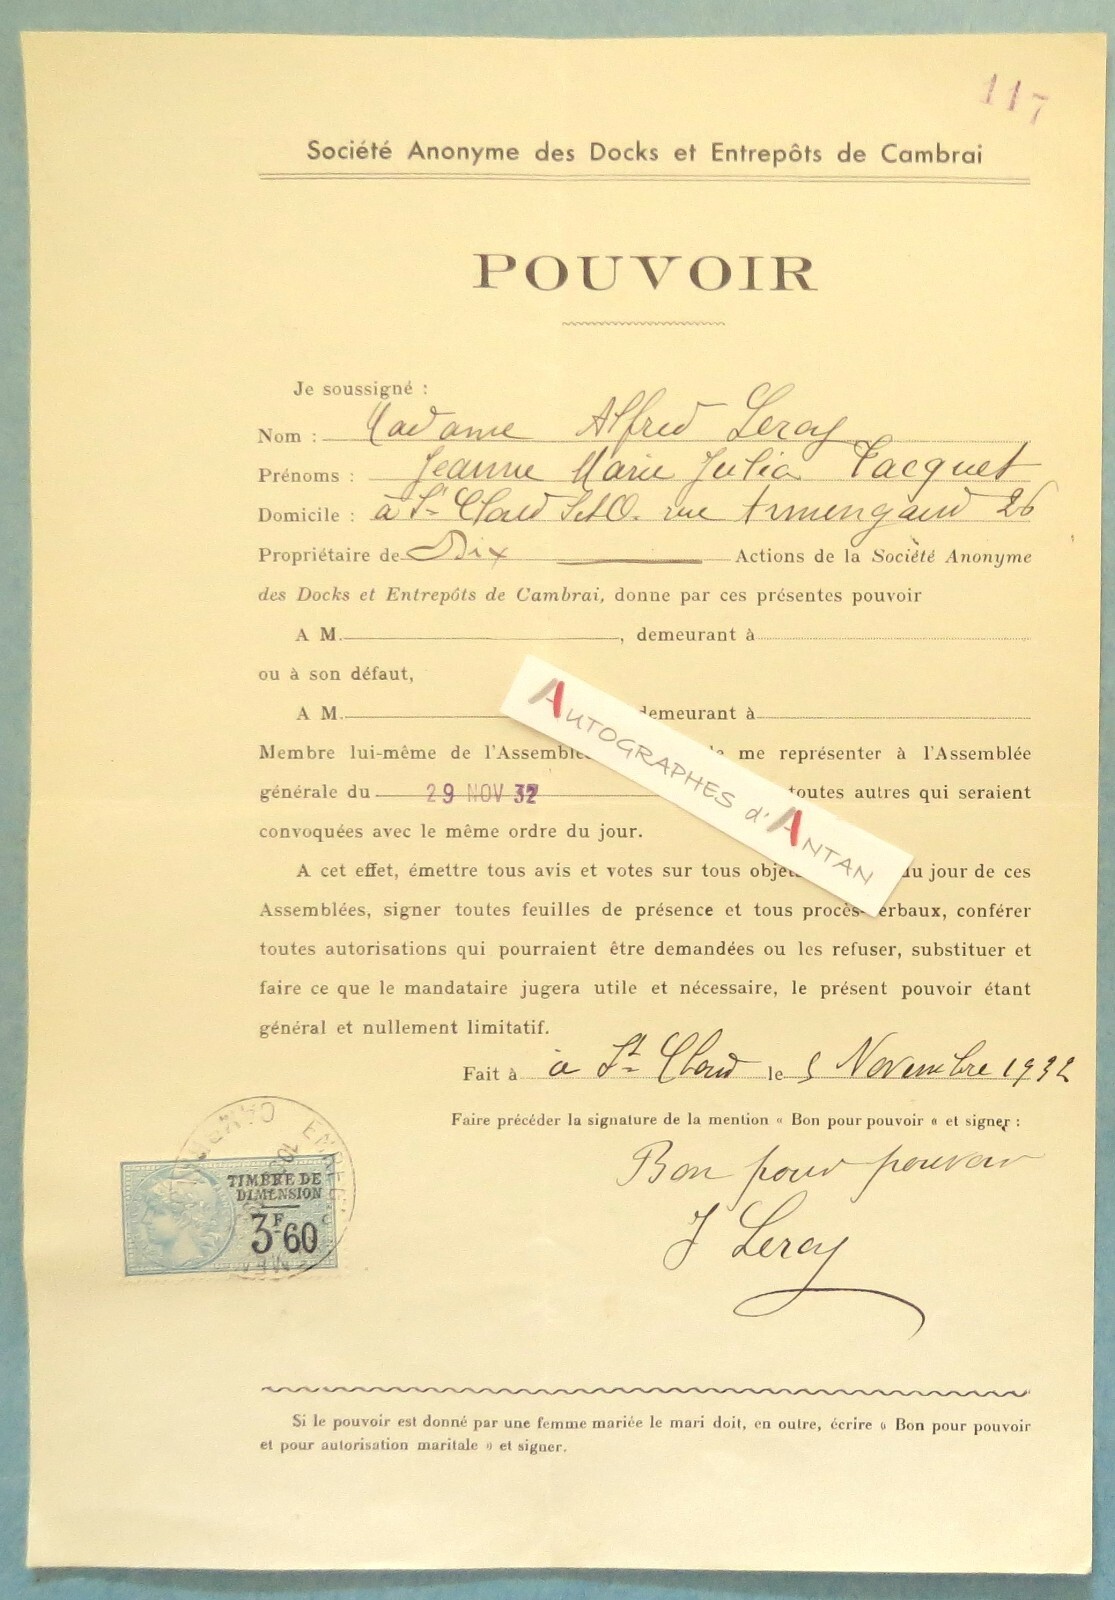 117
Société Anonyme des Docks et Entrepôts de Cambrai
POUVOIR
Je soussigné :
Nom : Madame Alfred Leroy
Prénoms : Jeanne Marie Julia Tacquet
Domicile : à St Cloud S et O. rue Armengaud 26
Propriétaire de Dix Actions de la Société Anonyme
des Docks et Entrepôts de Cambrai, donne par ces présentes pouvoir
A M. , demeurant à
ou à son défaut,
A M. demeurant à
Membre lui-même de l'Assemblée me représenter à l'Assemblée
générale du 29 NOV 32 toutes autres qui seraient
convoquées avec le même ordre du jour.
A cet effet, émettre tous avis et votes sur tous objets du jour de ces
Assemblées, signer toutes feuilles de présence et tous procès-verbaux, conférer
toutes autorisations qui pourraient être demandées ou les refuser, substituer et
faire ce que le mandataire jugera utile et nécessaire, le présent pouvoir étant
général et nullement limitatif.
AUTOGRAPHES d'ANTAN
Fait à à St Cloud le 5 Novembre 1932
Faire précéder la signature de la mention « Bon pour pouvoir » et signer :
Bon pour pouvoir
J Leroy
TIMBRE DE
DIMENSION
3F60
Si le pouvoir est donné par une femme mariée le mari doit, en outre, écrire « Bon pour pouvoir
et pour autorisation maritale » et signer.